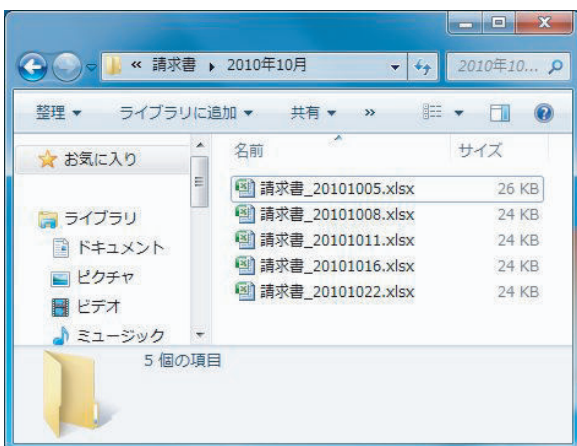 « 請求書 ▸ 2010年10月 2010年10...
整理 ライブラリに追加 共有 »
お気に入り
ライブラリ
ドキュメント
ピクチャ
ビデオ
ミュージック
名前 サイズ
請求書_20101005.xlsx 26 KB
請求書_20101008.xlsx 24 KB
請求書_20101011.xlsx 24 KB
請求書_20101016.xlsx 24 KB
請求書_20101022.xlsx 24 KB
5 個の項目